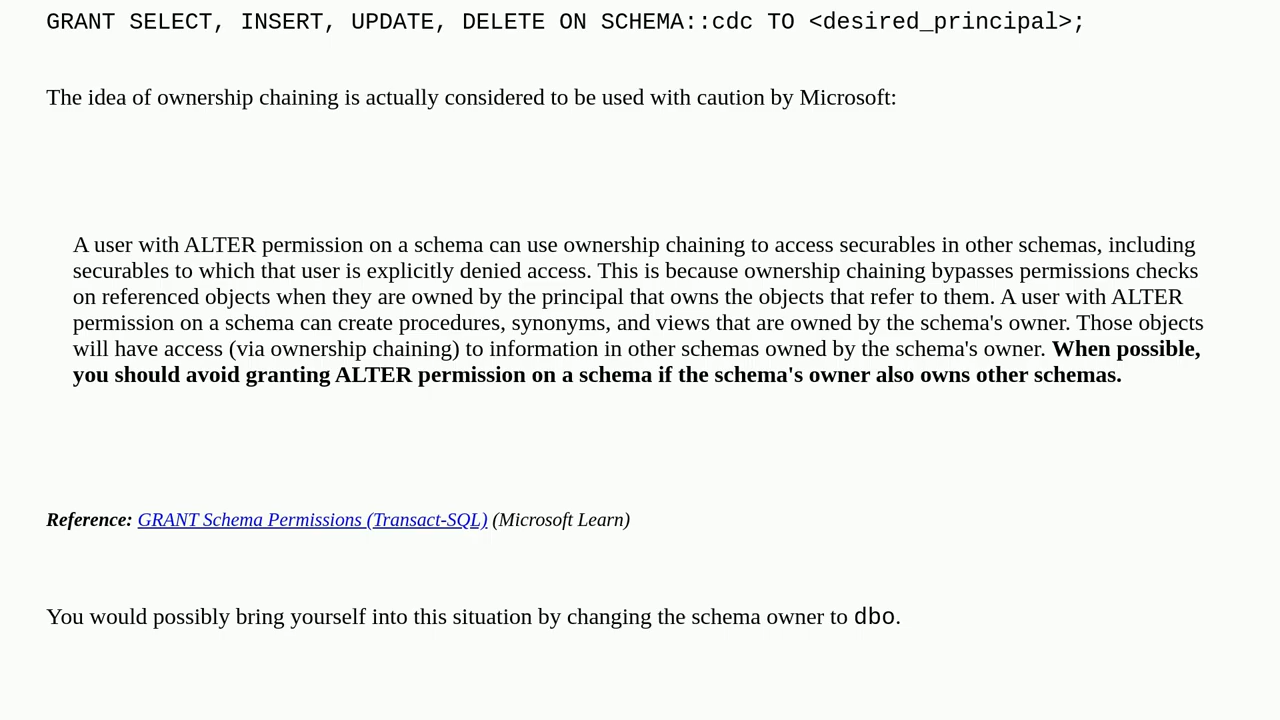 GRANT SELECT, INSERT, UPDATE, DELETE ON SCHEMA::cdc TO <desired_principal>;
The idea of ownership chaining is actually considered to be used with caution by Microsoft:
A user with ALTER permission on a schema can use ownership chaining to access securables in other schemas, including
securables to which that user is explicitly denied access. This is because ownership chaining bypasses permissions checks
on referenced objects when they are owned by the principal that owns the objects that refer to them. A user with ALTER
permission on a schema can create procedures, synonyms, and views that are owned by the schema's owner. Those objects
will have access (via ownership chaining) to information in other schemas owned by the schema's owner. When possible,
you should avoid granting ALTER permission on a schema if the schema's owner also owns other schemas.
Reference: GRANT Schema Permissions (Transact-SQL) (Microsoft Learn)
You would possibly bring yourself into this situation by changing the schema owner to dbo.